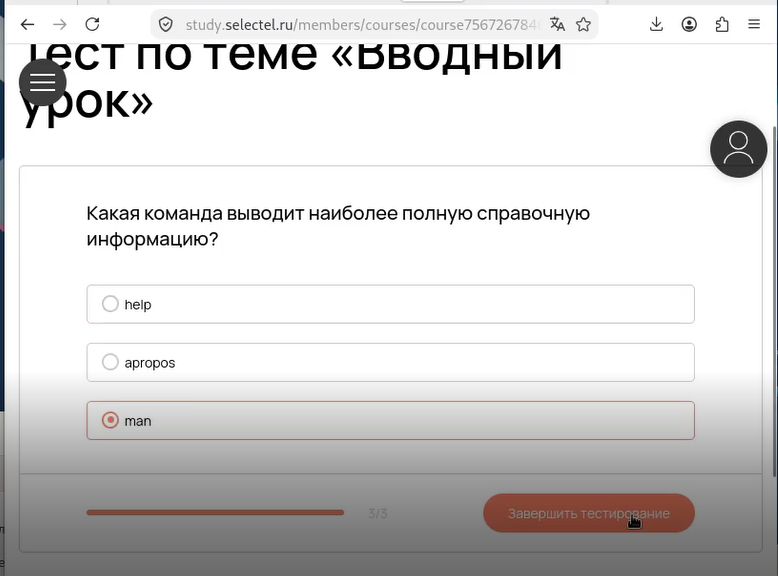 study.selectel.ru/members/courses/course756726784
Тест по теме «Вводный
урок»
Какая команда выводит наиболее полную справочную
информацию?
help
apropos
man
3/3
Завершить тестирование